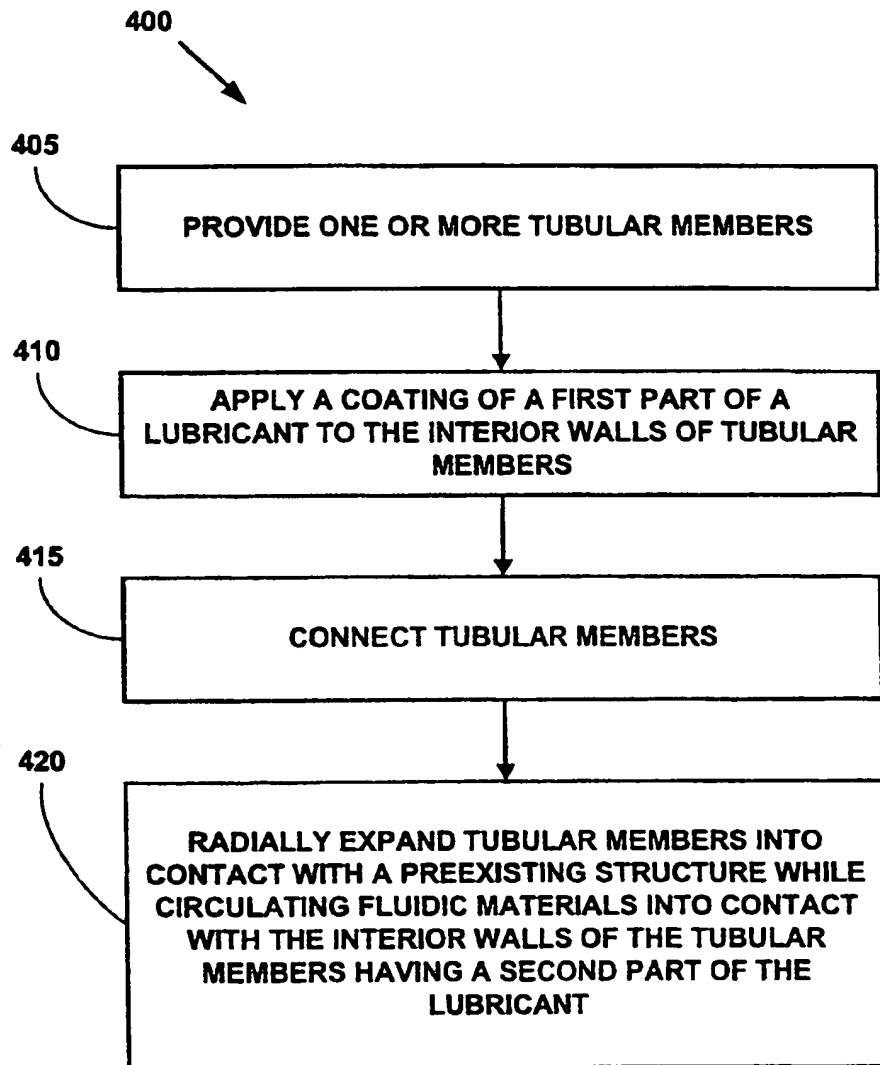 400
405
PROVIDE ONE OR MORE TUBULAR MEMBERS
410
APPLY A COATING OF A FIRST PART OF A
LUBRICANT TO THE INTERIOR WALLS OF TUBULAR
MEMBERS
415
CONNECT TUBULAR MEMBERS
420
RADIALLY EXPAND TUBULAR MEMBERS INTO
CONTACT WITH A PREEXISTING STRUCTURE WHILE
CIRCULATING FLUIDIC MATERIALS INTO CONTACT
WITH THE INTERIOR WALLS OF THE TUBULAR
MEMBERS HAVING A SECOND PART OF THE
LUBRICANT